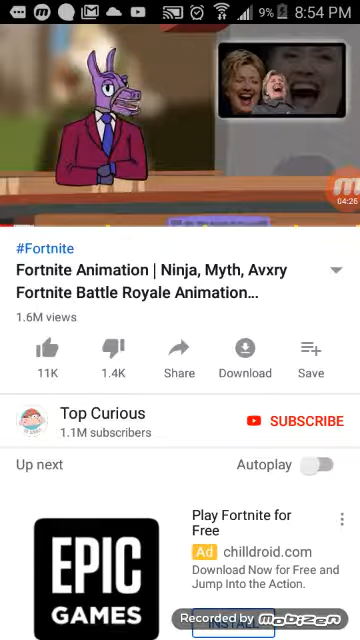 9% 8:54 PM
04:26
#Fortnite
Fortnite Animation | Ninja, Myth, Avxry
Fortnite Battle Royale Animation...
1.6M views
11K 1.4K Share Download Save
Top Curious
1.1M subscribers
SUBSCRIBE
Up next Autoplay
EPIC
GAMES
Play Fortnite for
Free
Ad chilldroid.com
Download Now for Free and
Jump Into the Action.
INSTALL
Recorded by Mobizen